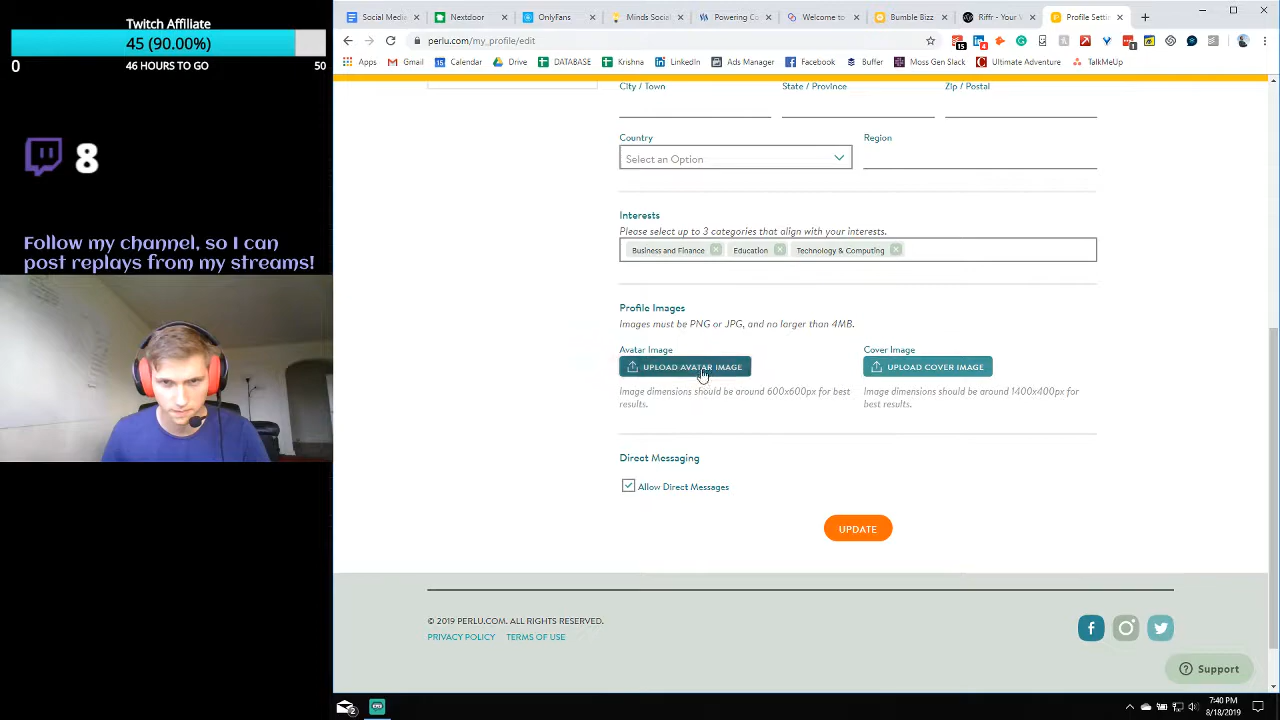 Twitch Affiliate
45 (90.00%)
0
46 HOURS TO GO
50
8
Follow my channel, so I can
post replays from my streams!
Social Media
Nextdoor
OnlyFans
Minds Social
Powering C
Welcome to
Bumble Bizz
Riffr - Your V
Profile Setti
perlu.com/my_profile/edit
15
4
1
Apps
Gmail
Calendar
Drive
DATABASE
Krishna
LinkedIn
Ads Manager
Facebook
Buffer
Moss Gen Slack
Ultimate Adventure
TalkMeUp
City / Town
State / Province
Zip / Postal
Country
Region
Select an Option
Interests
Please select up to 3 categories that align with your interests.
Business and Finance
Education
Technology & Computing
Profile Images
Images must be PNG or JPG, and no larger than 4MB.
Avatar Image
Cover Image
UPLOAD AVATAR IMAGE
UPLOAD COVER IMAGE
Image dimensions should be around 600x600px for best
results.
Image dimensions should be around 1400x400px for
best results.
Direct Messaging
Allow Direct Messages
UPDATE
© 2019 PERLU.COM. ALL RIGHTS RESERVED.
PRIVACY POLICY
TERMS OF USE
Support
2
7:40 PM
8/18/2019